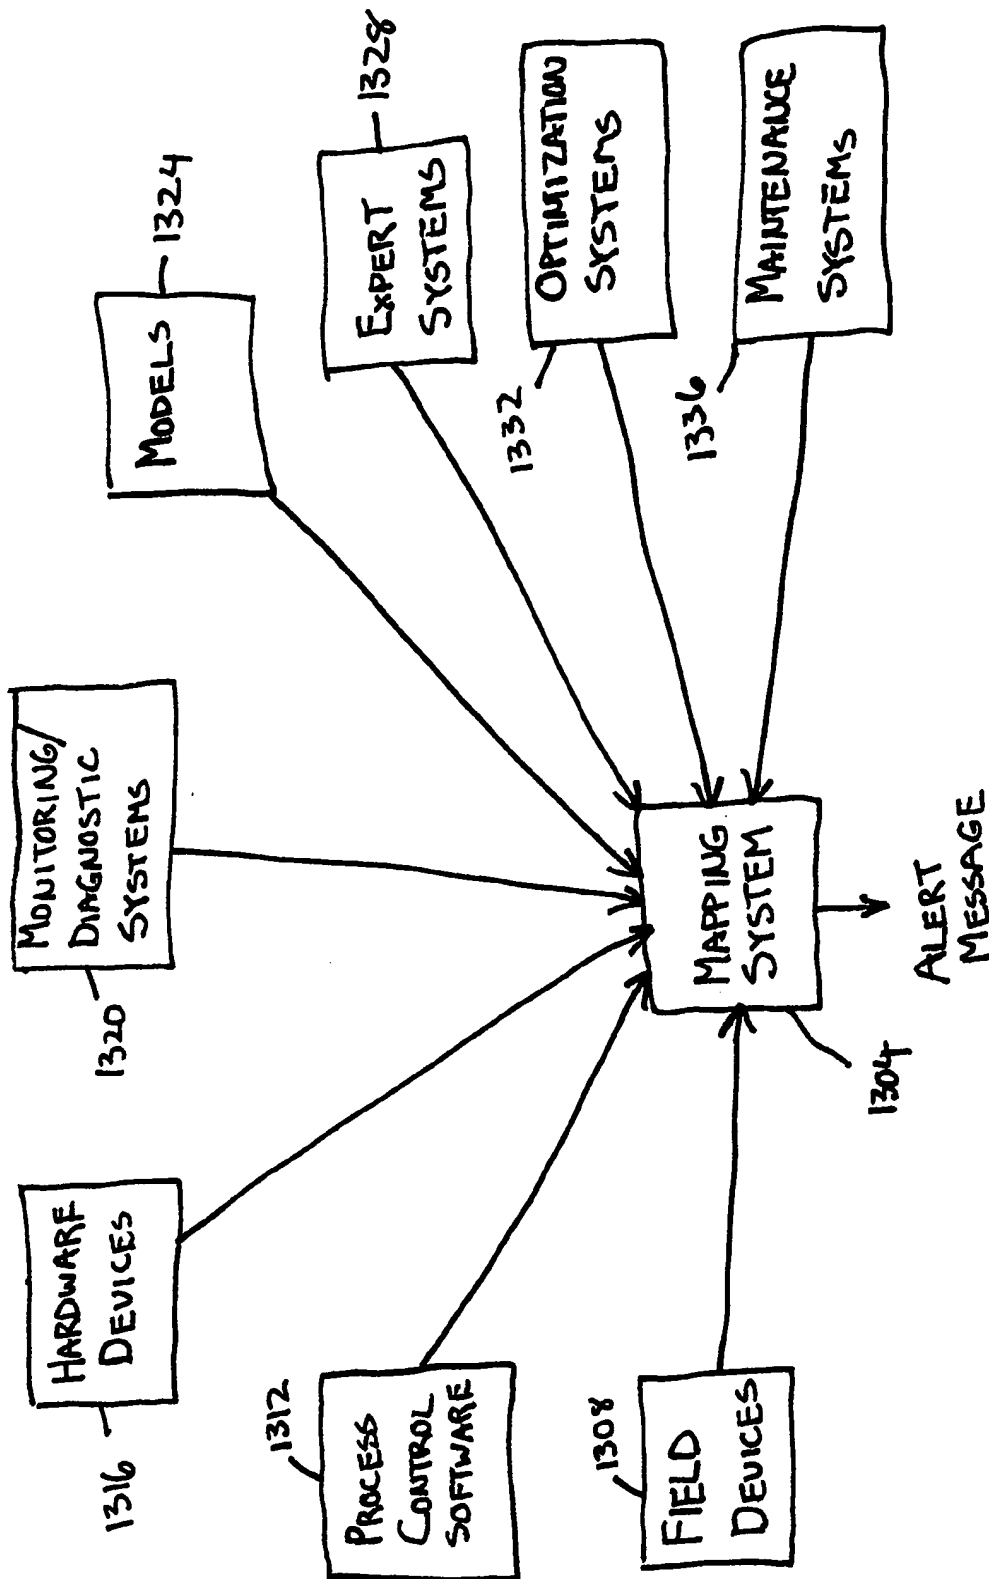 HARDWARE
DEVICES
1316
MONITORING/
DIAGNOSTIC
SYSTEMS
1320
MODELS
1324
EXPERT
SYSTEMS
1328
PROCESS
CONTROL
SOFTWARE
1312
OPTIMIZATION
SYSTEMS
1332
FIELD
DEVICES
1308
MAPPING
SYSTEM
1304
MAINTENANCE
SYSTEMS
1336
ALERT
MESSAGE